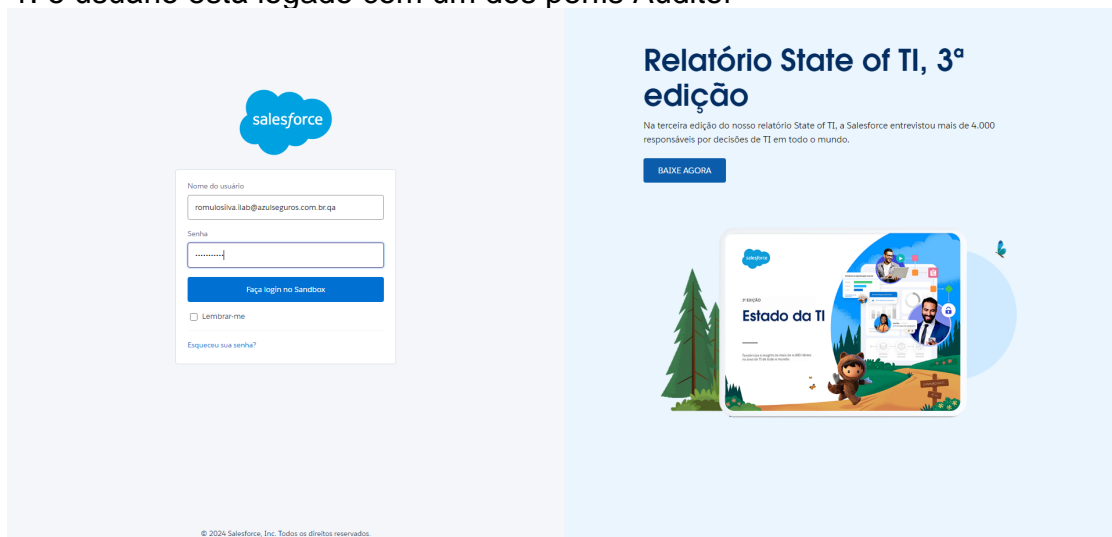 1. o usuário está logado com um dos perfis Auditor
salesforce
Nome do usuário
romulosilva.ilab@azulseguros.com.br.qa
Senha
Faça login no Sandbox
Lembrar-me
Esqueceu sua senha?
© 2024 Salesforce, Inc. Todos os direitos reservados.
Relatório State of TI, 3ª
edição
Na terceira edição do nosso relatório State of TI, a Salesforce entrevistou mais de 4.000
responsáveis por decisões de TI em todo o mundo.
BAIXE AGORA
salesforce
3ª EDIÇÃO
Estado da TI